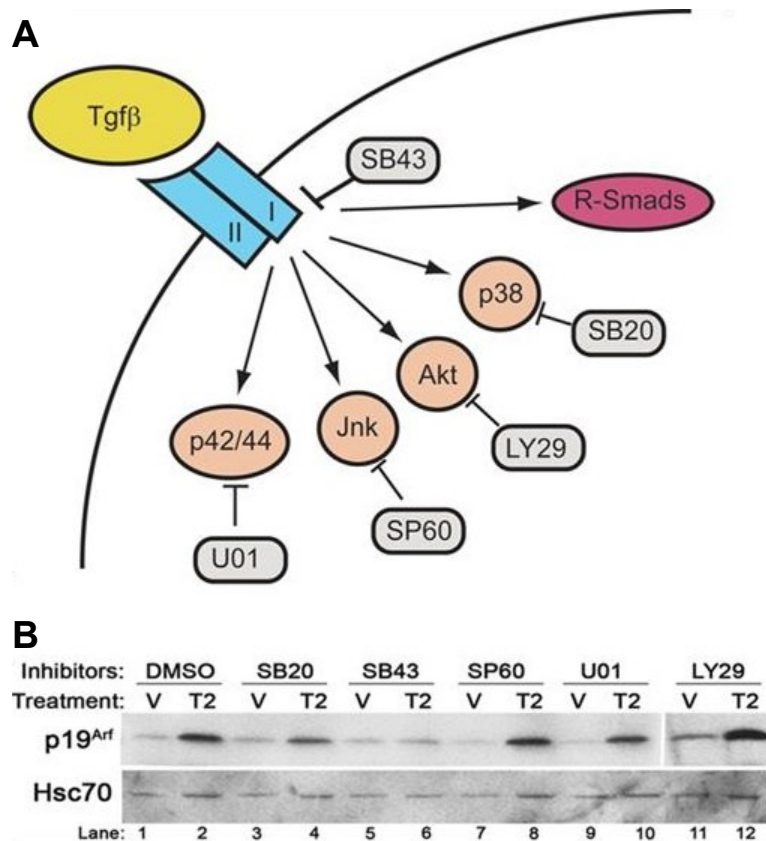 A
Tgfβ
SB43
I
II
R-Smads
p38
SB20
Akt
LY29
Jnk
p42/44
SP60
U01
B
Inhibitors: DMSO SB20 SB43 SP60 U01 LY29
Treatment: V T2 V T2 V T2 V T2 V T2 V T2
p19Arf
Hsc70
Lane: 1 2 3 4 5 6 7 8 9 10 11 12